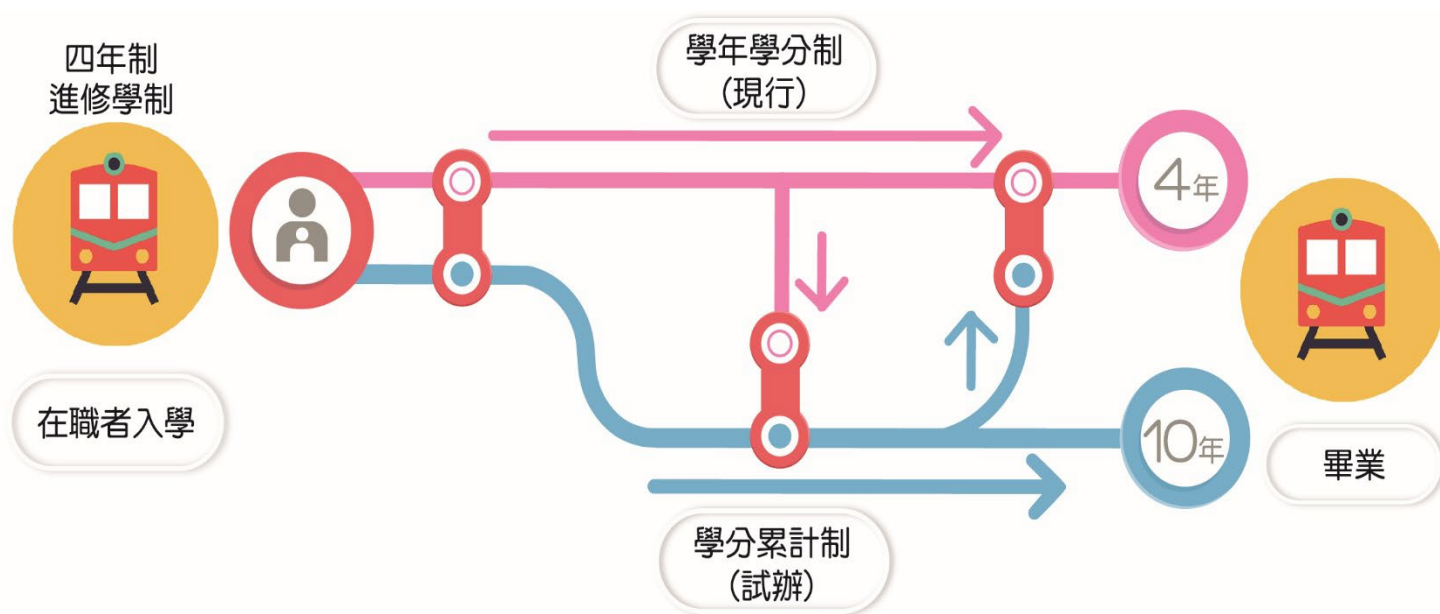 四年制
進修學制
在職者入學
學年學分制
(現行)
4年
10年
學分累計制
(試辦)
畢業